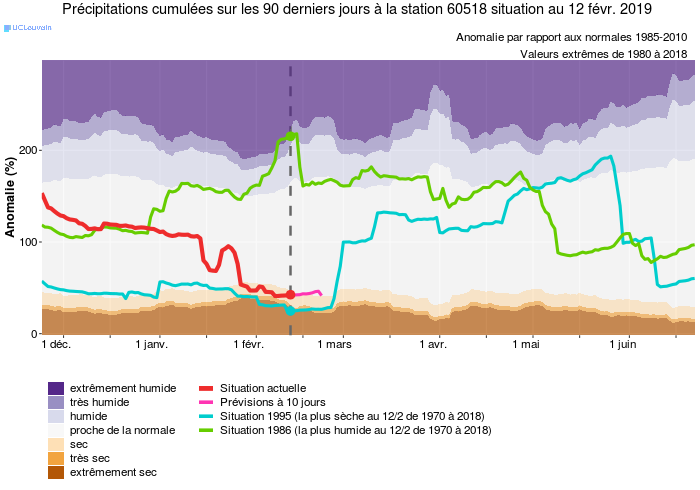 Précipitations cumulées sur les 90 derniers jours à la station 60518 situation au 12 févr. 2019
UCLouvain
Anomalie par rapport aux normales 1985-2010
Valeurs extrêmes de 1980 à 2018
Anomalie (%)
200
100
0
1 déc. 1 janv. 1 févr. 1 mars 1 avr. 1 mai 1 juin
extrêmement humide
très humide
humide
proche de la normale
sec
très sec
extrêmement sec
Situation actuelle
Prévisions à 10 jours
Situation 1995 (la plus sèche au 12/2 de 1970 à 2018)
Situation 1986 (la plus humide au 12/2 de 1970 à 2018)